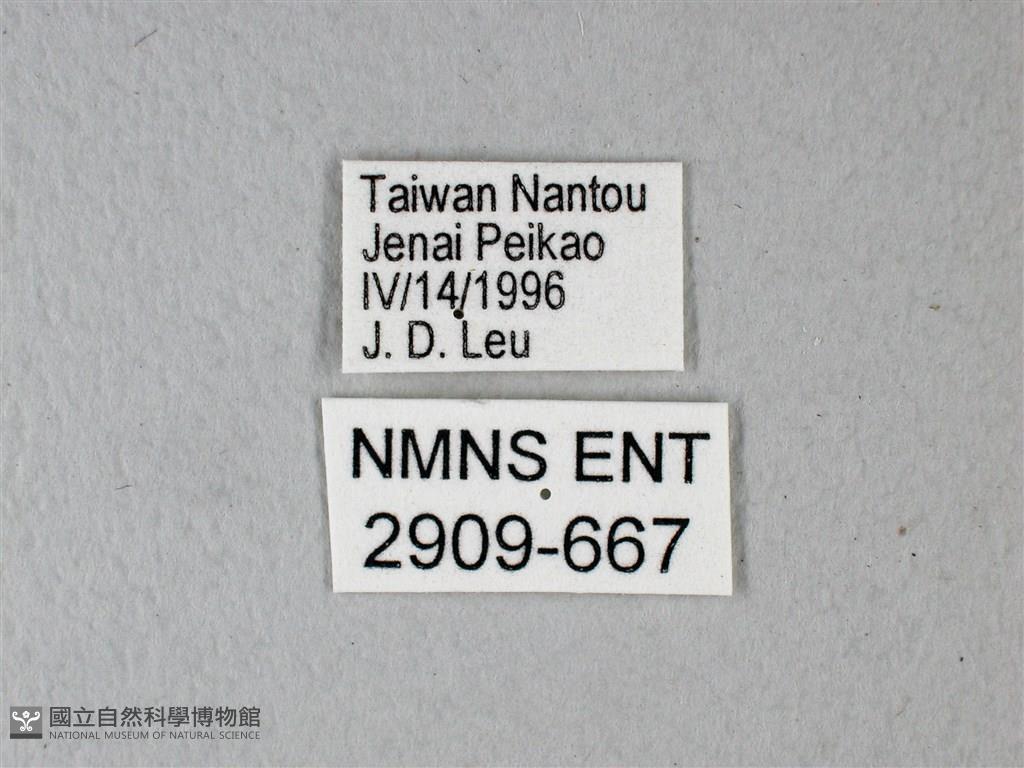 Taiwan Nantou
Jenai Peikao
IV/14/1996
J. D. Leu
NMNS ENT
2909-667
國立自然科學博物館
NATIONAL MUSEUM OF NATURAL SCIENCE